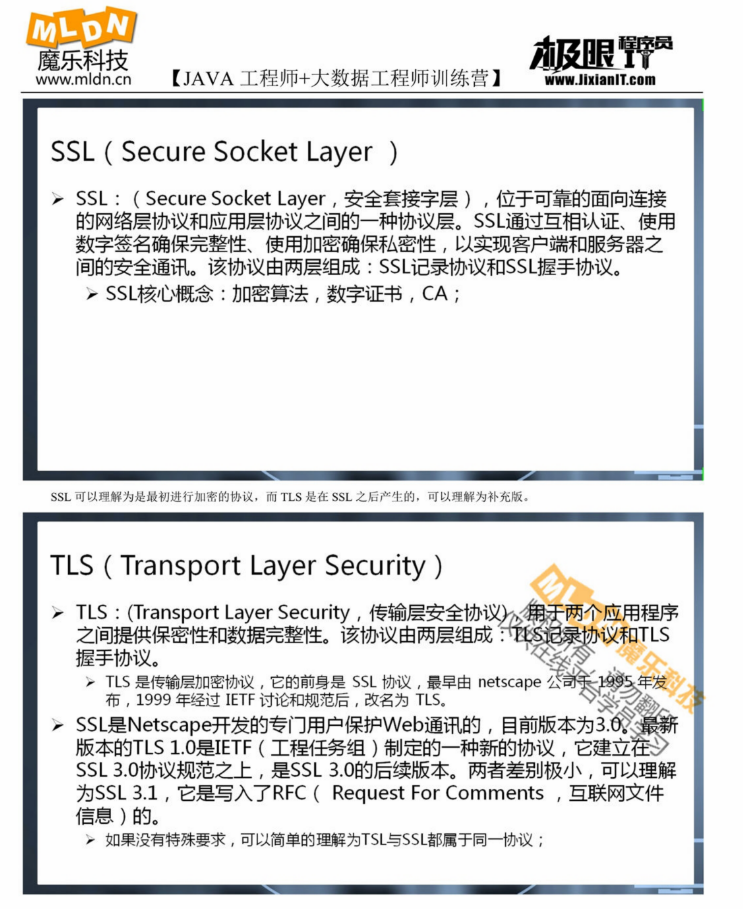 MLDN
魔乐科技
www.mldn.cn
【JAVA 工程师+大数据工程师训练营】
极限IT 程序员
www.JixianIT.com
SSL（Secure Socket Layer ）
➢ SSL：（Secure Socket Layer，安全套接字层），位于可靠的面向连接
的网络层协议和应用层协议之间的一种协议层。SSL通过互相认证、使用
数字签名确保完整性、使用加密确保私密性，以实现客户端和服务器之
间的安全通讯。该协议由两层组成：SSL记录协议和SSL握手协议。
➢ SSL核心概念：加密算法，数字证书，CA；
SSL 可以理解为是最初进行加密的协议，而 TLS 是在 SSL 之后产生的，可以理解为补充版。
TLS（Transport Layer Security）
➢ TLS：(Transport Layer Security，传输层安全协议)，用于两个应用程序
之间提供保密性和数据完整性。该协议由两层组成：TLS记录协议和TLS
握手协议。
➢ TLS 是传输层加密协议，它的前身是 SSL 协议，最早由 netscape 公司于 1995 年发
布，1999 年经过 IETF 讨论和规范后，改名为 TLS。
➢ SSL是Netscape开发的专门用户保护Web通讯的，目前版本为3.0。最新
版本的TLS 1.0是IETF（工程任务组）制定的一种新的协议，它建立在
SSL 3.0协议规范之上，是SSL 3.0的后续版本。两者差别极小，可以理解
为SSL 3.1，它是写入了RFC（ Request For Comments ，互联网文件
信息）的。
➢ 如果没有特殊要求，可以简单的理解为TSL与SSL都属于同一协议；
MLDN魔乐科技